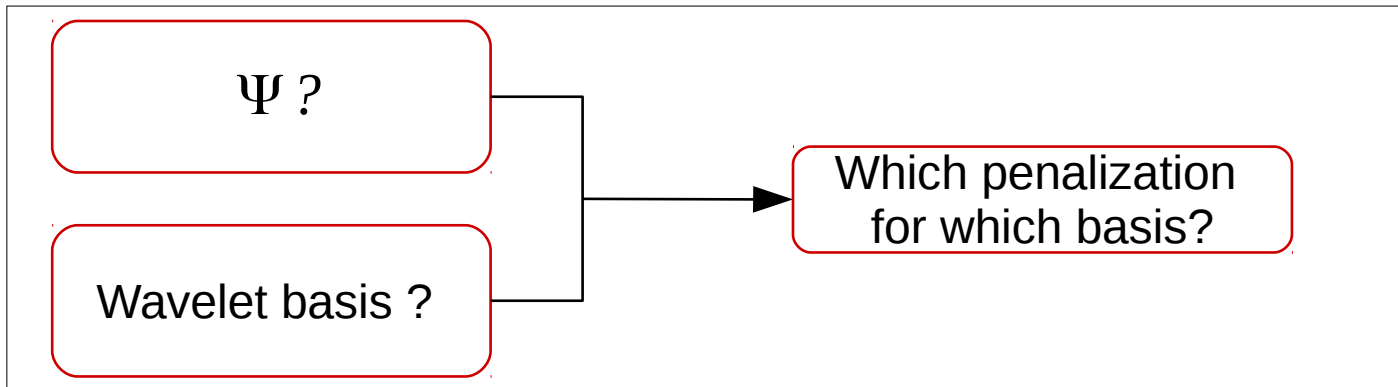 Ψ ?
Wavelet basis ?
Which penalization
for which basis?